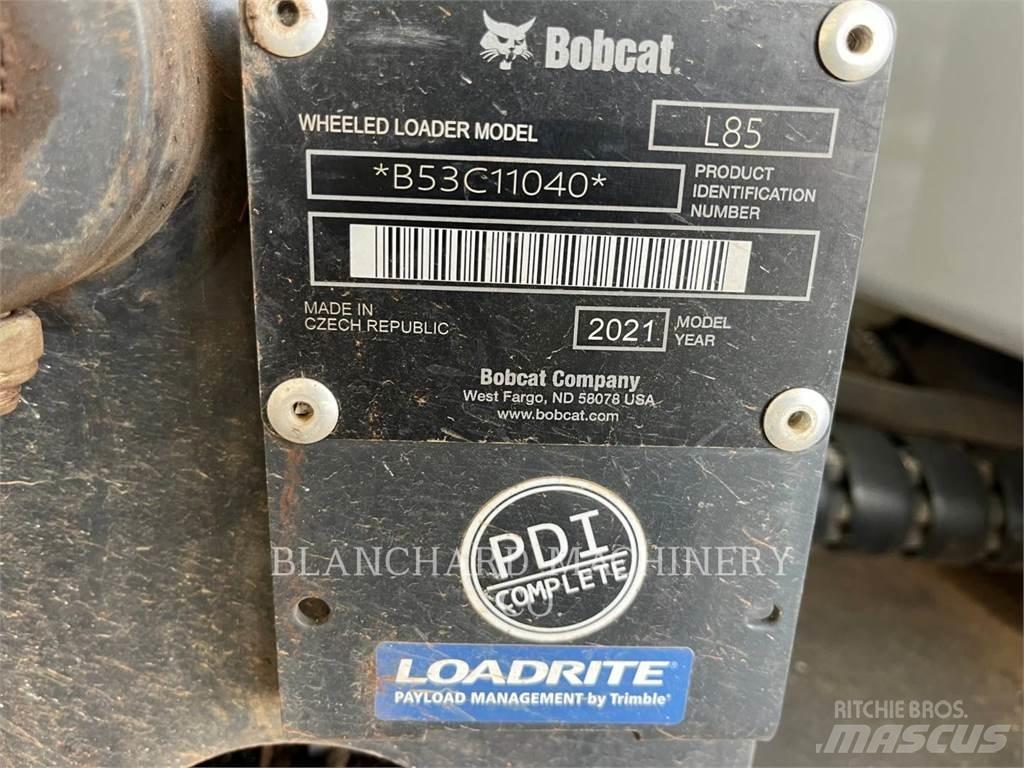 Bobcat.
WHEELED LOADER MODEL L85
*B53C11040*
PRODUCT
IDENTIFICATION
NUMBER
MADE IN
CZECH REPUBLIC
2021
MODEL
YEAR
Bobcat Company
West Fargo, ND 58078 USA
www.bobcat.com
PDI
COMPLETE
BLANCHARD MACHINERY
LOADRITE
PAYLOAD MANAGEMENT by Trimble
RITCHIE BROS.
MASCUS